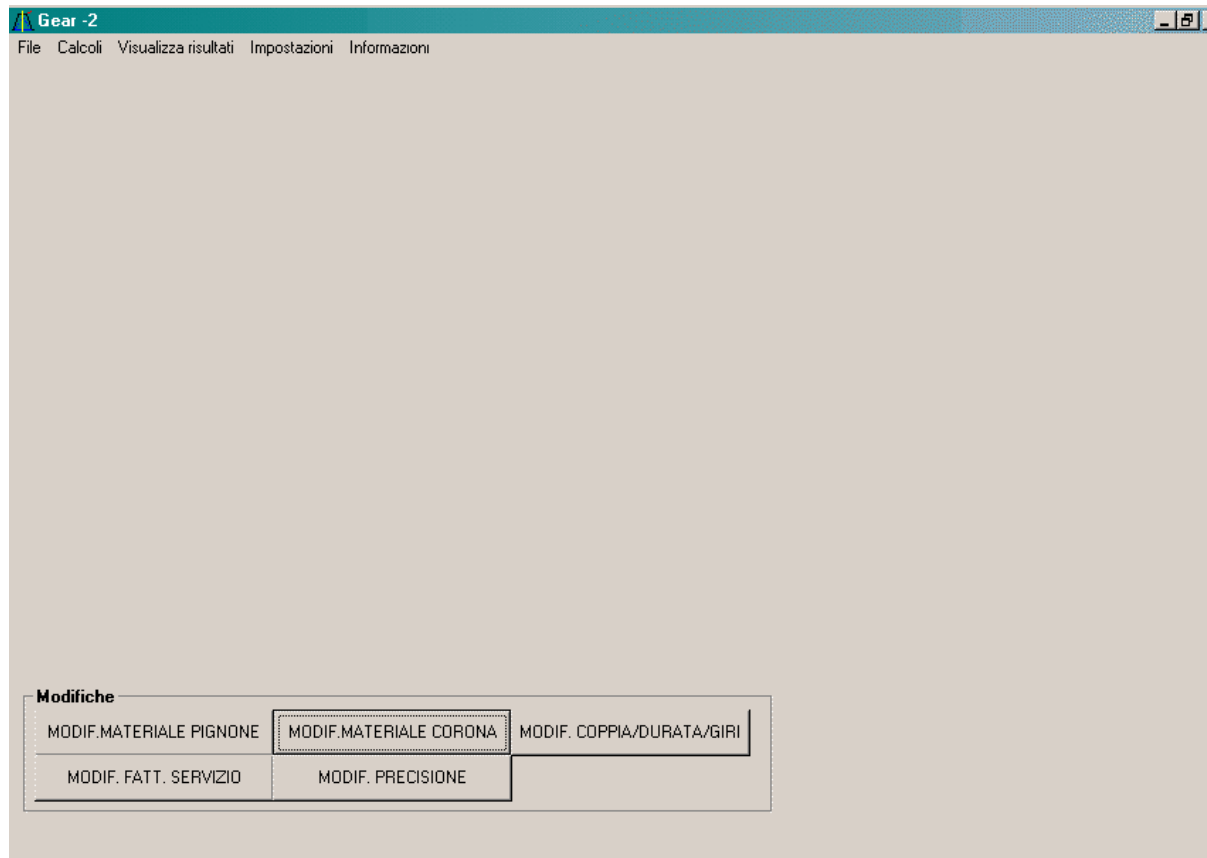 Gear -2
File Calcoli Visualizza risultati Impostazioni Informazioni
Modifiche
MODIF.MATERIALE PIGNONE MODIF.MATERIALE CORONA MODIF. COPPIA/DURATA/GIRI
MODIF. FATT. SERVIZIO MODIF. PRECISIONE